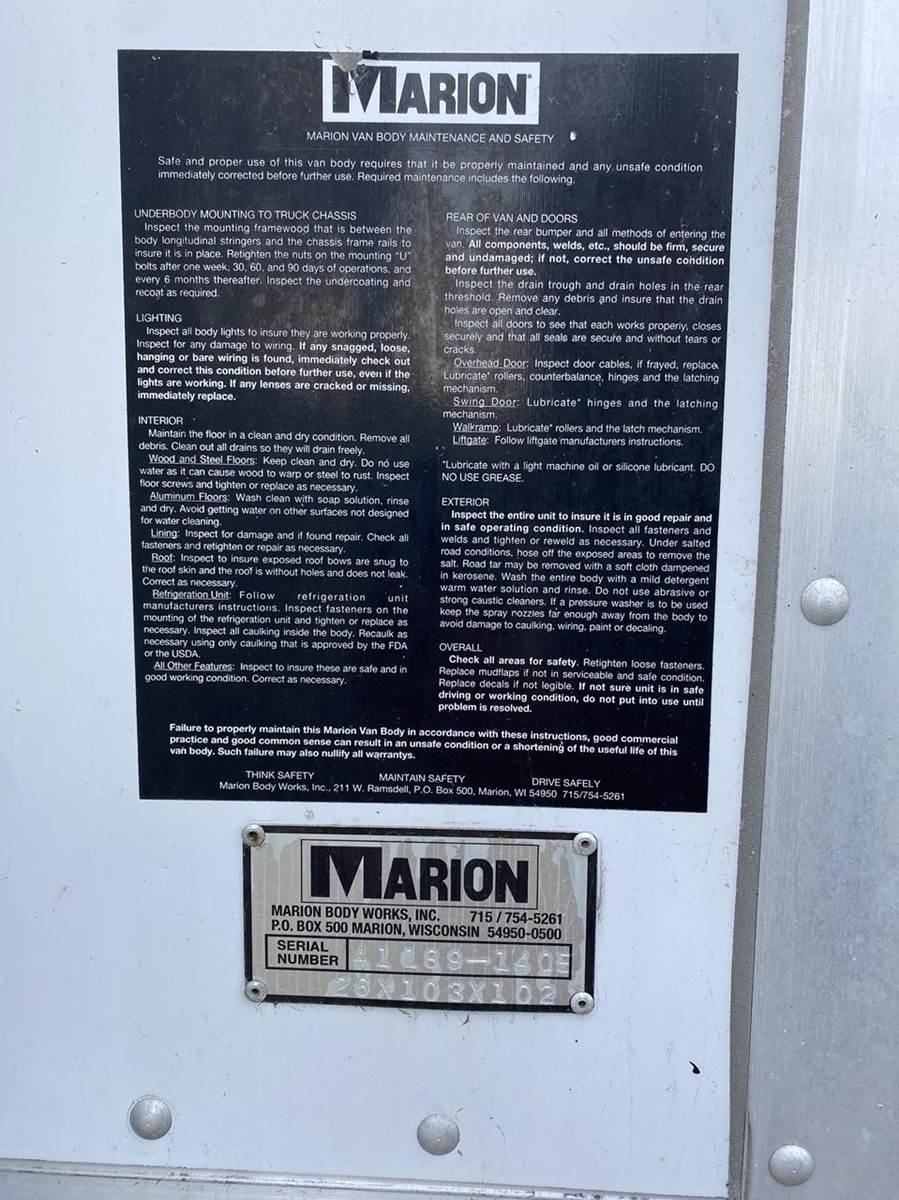 MARION
MARION VAN BODY MAINTENANCE AND SAFETY
Safe and proper use of this van body requires that it be properly maintained and any unsafe condition
immediately corrected before further use. Required maintenance includes the following.
UNDERBODY MOUNTING TO TRUCK CHASSIS
Inspect the mounting framewood that is between the
body longitudinal stringers and the chassis frame rails to
insure it is in place. Retighten the nuts on the mounting "U"
bolts after one week, 30, 60, and 90 days of operations, and
every 6 months thereafter. Inspect the undercoating and
recoat as required.
LIGHTING
Inspect all body lights to insure they are working properly.
Inspect for any damage to wiring. If any snagged, loose,
hanging or bare wiring is found, immediately check out
and correct this condition before further use, even if the
lights are working. If any lenses are cracked or missing,
immediately replace.
INTERIOR
Maintain the floor in a clean and dry condition. Remove all
debris. Clean out all drains so they will drain freely.
Wood and Steel Floors: Keep clean and dry. Do not use
water as it can cause wood to warp or steel to rust. Inspect
floor screws and tighten or replace as necessary.
Aluminum Floors: Wash clean with soap solution, rinse
and dry. Avoid getting water on other surfaces not designed
for water cleaning.
Lining: Inspect for damage and if found repair. Check all
fasteners and retighten or repair as necessary.
Roof: Inspect to insure exposed roof bows are snug to
the roof skin and the roof is without holes and does not leak.
Correct as necessary.
Refrigeration Unit: Follow refrigeration unit
manufacturers instructions. Inspect fasteners on the
mounting of the refrigeration unit and tighten or replace as
necessary. Inspect all caulking inside the body. Recaulk as
necessary using only caulking that is approved by the FDA
or the USDA.
All Other Features: Inspect to insure these are safe and in
good working condition. Correct as necessary.
REAR OF VAN AND DOORS
Inspect the rear bumper and all methods of entering the
van. All components, welds, etc., should be firm, secure
and undamaged; if not, correct the unsafe condition
before further use.
Inspect the drain trough and drain holes in the rear
threshold. Remove any debris and insure that the drain
holes are open and clear.
Inspect all doors to see that each works properly, closes
securely and that all seals are secure and without tears or
cracks.
Overhead Door: Inspect door cables, if frayed, replace.
Lubricate* rollers, counterbalance, hinges and the latching
mechanism.
Swing Door: Lubricate* hinges and the latching
mechanism.
Walkramp: Lubricate* rollers and the latch mechanism.
Liftgate: Follow liftgate manufacturers instructions.
*Lubricate with a light machine oil or silicone lubricant. DO
NO USE GREASE.
EXTERIOR
Inspect the entire unit to insure it is in good repair and
in safe operating condition. Inspect all fasteners and
welds and tighten or reweld as necessary. Under salted
road conditions, hose off the exposed areas to remove the
salt. Road tar may be removed with a soft cloth dampened
in kerosene. Wash the entire body with a mild detergent
warm water solution and rinse. Do not use abrasive or
strong caustic cleaners. If a pressure washer is to be used
keep the spray nozzles far enough away from the body to
avoid damage to caulking, wiring, paint or decaling.
OVERALL
Check all areas for safety. Retighten loose fasteners.
Replace mudflaps if not in serviceable and safe condition.
Replace decals if not legible. If not sure unit is in safe
driving or working condition, do not put into use until
problem is resolved.
Failure to properly maintain this Marion Van Body in accordance with these instructions, good commercial
practice and good common sense can result in an unsafe condition or a shortening of the useful life of this
van body. Such failure may also nullify all warrantys.
THINK SAFETY MAINTAIN SAFETY DRIVE SAFELY
Marion Body Works, Inc., 211 W. Ramsdell, P.O. Box 500, Marion, WI 54950 715/754-5261
MARION
MARION BODY WORKS, INC. 715 / 754-5261
P.O. BOX 500 MARION, WISCONSIN 54950-0500
SERIAL
NUMBER
26X103X102